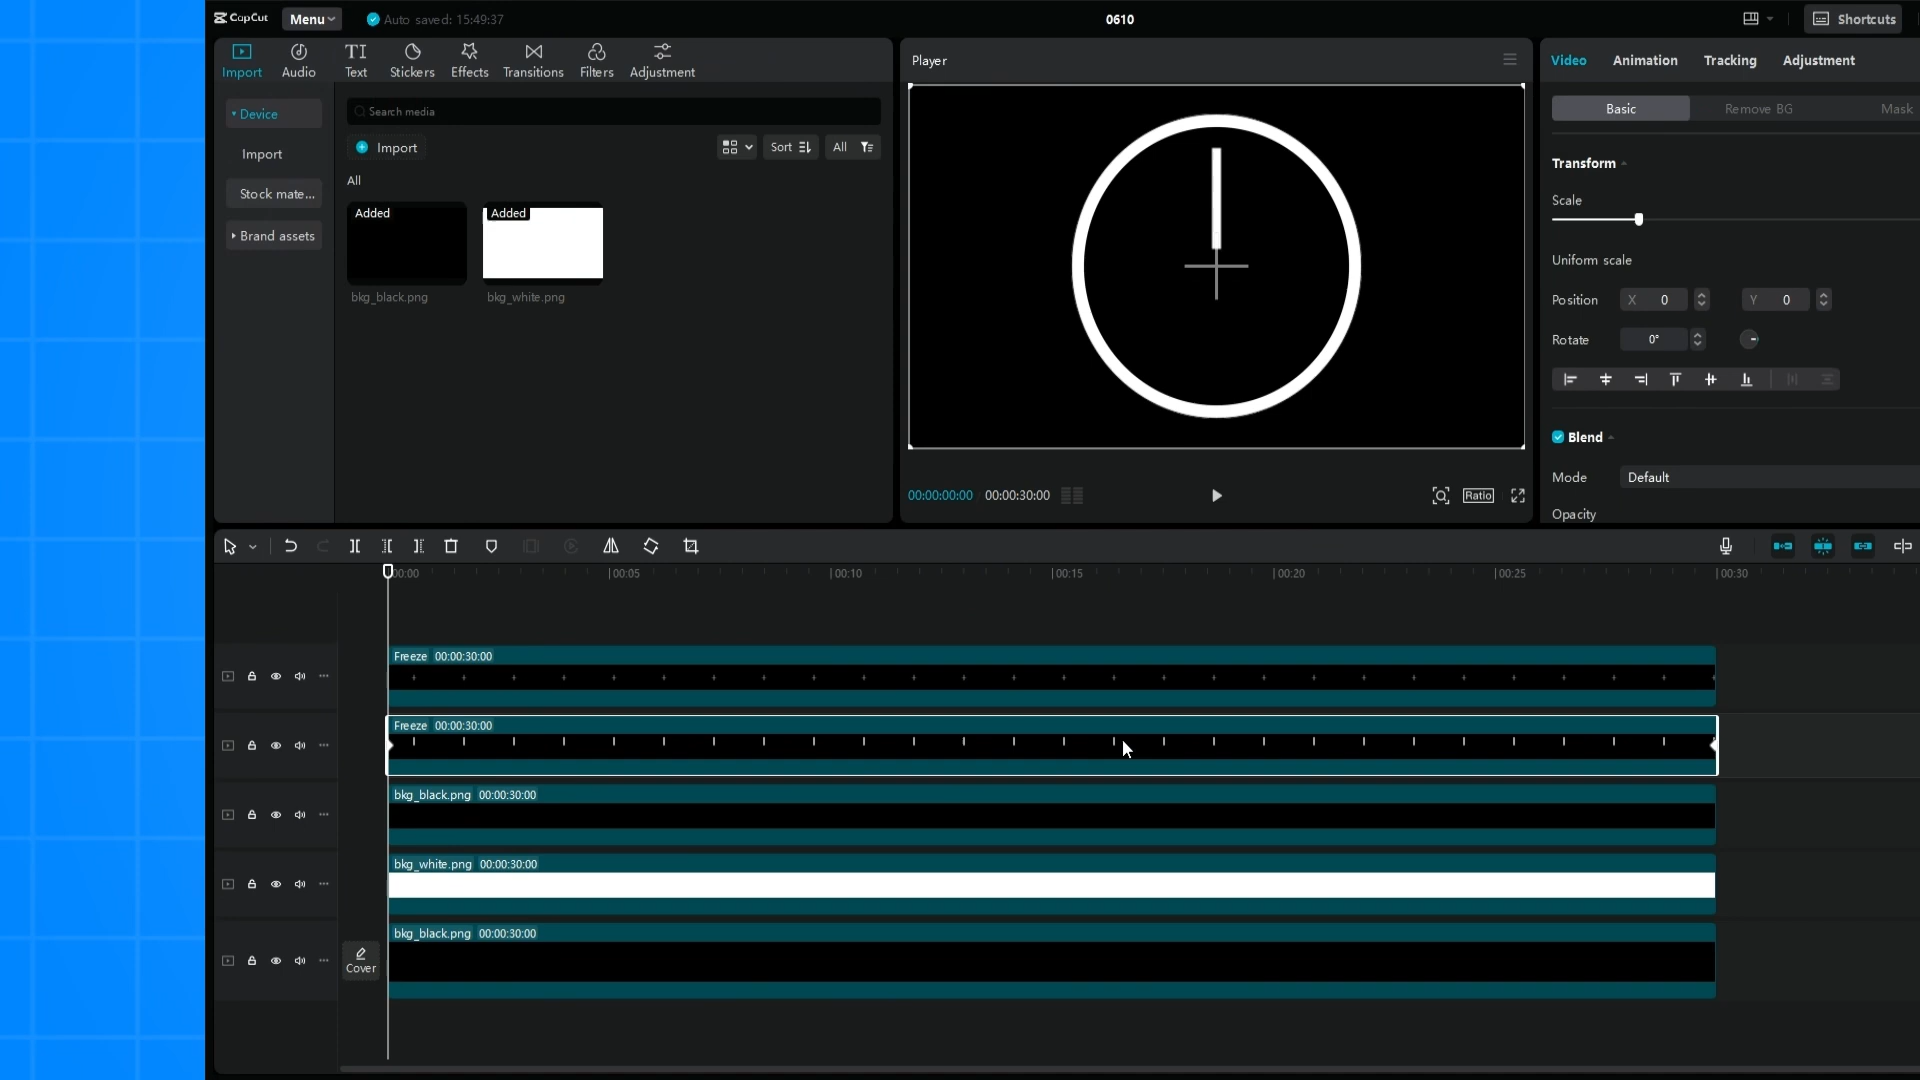 CapCut Menu Auto saved: 15:49:37 0610 Shortcuts
Import Audio Text Stickers Effects Transitions Filters Adjustment
Player
Video Animation Tracking Adjustment
Device
Import
Stock mate...
Brand assets
Search media
Import Sort All
All
Added Added
bkg_black.png bkg_white.png
00:00:00:00 00:00:30:00 Ratio
Basic Remove BG Mask
Transform
Scale
Uniform scale
Position X 0 Y 0
Rotate 0°
Blend
Mode Default
Opacity
00:00 00:05 00:10 00:15 00:20 00:25 00:30
Freeze 00:00:30:00
Freeze 00:00:30:00
bkg_black.png 00:00:30:00
bkg_white.png 00:00:30:00
bkg_black.png 00:00:30:00
Cover